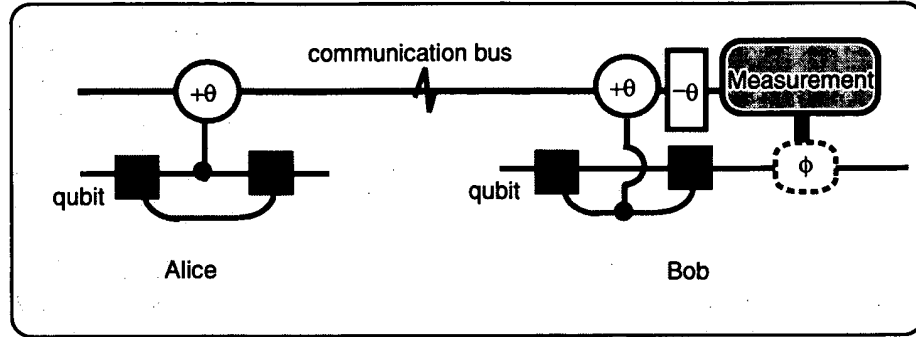 communication bus
+θ
+θ
−θ
Measurement
ϕ
qubit
qubit
Alice
Bob